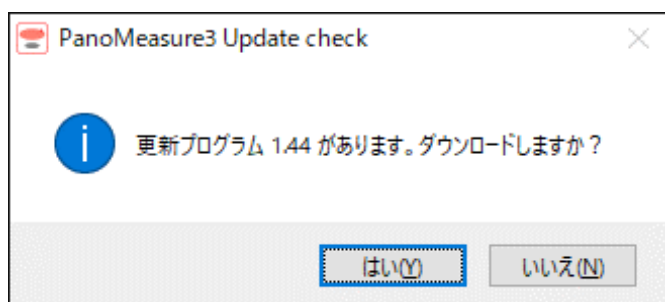 PanoMeasure3 Update check
更新プログラム 1.44 があります。ダウンロードしますか？
はい(Y)
いいえ(N)